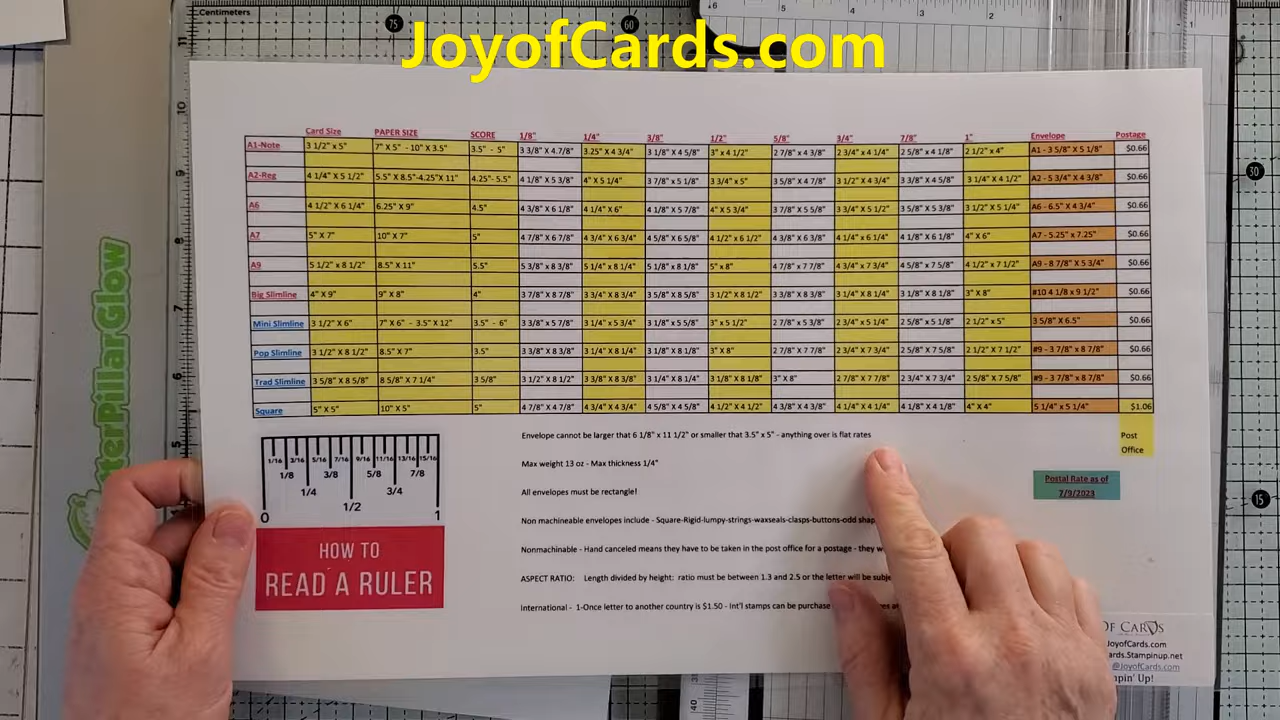 JoyofCards.com
Centimeters 75 60 6 5 4 3 2 1
Card Size PAPER SIZE SCORE 1/8" 1/4" 3/8" 1/2" 5/8" 3/4" 7/8" 1" Envelope Postage
A1-Note 3 1/2" x 5" 7" X 5" - 10" X 3.5" 3.5" - 5" 3 3/8" X 4.7/8" 3.25" X 4 3/4" 3 1/8" X 4 5/8" 3" x 4 1/2" 2 7/8" x 4 3/8" 2 3/4" x 4 1/4" 2 5/8" x 4 1/8" 2 1/2" x 4" A1 - 3 5/8" X 5 1/8" $0.66
A2-Reg 4 1/4" X 5 1/2" 5.5" X 8.5"-4.25"X 11" 4.25"- 5.5" 4 1/8" X 5 3/8" 4" X 5 1/4" 3 7/8" x 5 1/8" 3 3/4" x 5" 3 5/8" X 4 7/8" 3 1/2" X 4 3/4" 3 3/8" X 4 5/8" 3 1/4" X 4 1/2" A2 - 5 3/4" X 4 3/8" $0.66
A6 4 1/2" X 6 1/4" 6.25" X 9" 4.5" 4 3/8" X 6 1/8" 4 1/4" X 6" 4 1/8" X 5 7/8" 4" X 5 3/4" 3 7/8" X 5 5/8" 3 3/4" X 5 1/2" 3 5/8" X 5 3/8" 3 1/2" X 5 1/4" A6 - 6.5" X 4 3/4" $0.66
A7 5" X 7" 10" X 7" 5" 4 7/8" X 6 7/8" 4 3/4" X 6 3/4" 4 5/8" X 6 5/8" 4 1/2" x 6 1/2" 4 3/8" X 6 3/8" 4 1/4" x 6 1/4" 4 1/8" X 6 1/8" 4" X 6" A7 - 5.25" x 7.25" $0.66
A9 5 1/2" x 8 1/2" 8.5" X 11" 5.5" 5 3/8" x 8 3/8" 5 1/4" x 8 1/4" 5 1/8" x 8 1/8" 5" x 8" 4 7/8" x 7 7/8" 4 3/4" x 7 3/4" 4 5/8" x 7 5/8" 4 1/2" x 7 1/2" A9 - 8 7/8" X 5 3/4" $0.66
Big Slimline 4" X 9" 9" X 8" 4" 3 7/8" X 8 7/8" 3 3/4" X 8 3/4" 3 5/8" X 8 5/8" 3 1/2" X 8 1/2" 3 3/8" X 8 3/8" 3 1/4" X 8 1/4" 3 1/8" X 8 1/8" 3" X 8" #10 4 1/8 x 9 1/2" $0.66
Mini Slimline 3 1/2" X 6" 7" X 6" - 3.5" X 12" 3.5" - 6" 3 3/8" x 5 7/8" 3 1/4" x 5 3/4" 3 1/8" x 5 5/8" 3" x 5 1/2" 2 7/8" x 5 3/8" 2 3/4" x 5 1/4" 2 5/8" x 5 1/8" 2 1/2" x 5" 3 5/8" X 6.5" $0.66
Pop Slimline 3 1/2" X 8 1/2" 8.5" X 7" 3.5" 3 3/8" X 8 3/8" 3 1/4" X 8 1/4" 3 1/8" X 8 1/8" 3" X 8" 2 7/8" X 7 7/8" 2 3/4" X 7 3/4" 2 5/8" X 7 5/8" 2 1/2" X 7 1/2" #9 - 3 7/8" x 8 7/8" $0.66
Trad Slimline 3 5/8" X 8 5/8" 8 5/8" X 7 1/4" 3 5/8" 3 1/2" X 8 1/2" 3 3/8" X 8 3/8" 3 1/4" X 8 1/4" 3 1/8" X 8 1/8" 3" X 8" 2 7/8" X 7 7/8" 2 3/4" X 7 3/4" 2 5/8" X 7 5/8" #9 - 3 7/8" x 8 7/8" $0.66
Square 5" X 5" 10" X 5" 5" 4 7/8" X 4 7/8" 4 3/4" X 4 3/4" 4 5/8" X 4 5/8" 4 1/2" X 4 1/2" 4 3/8" X 4 3/8" 4 1/4" X 4 1/4" 4 1/8" X 4 1/8" 4" X 4" 5 1/4" x 5 1/4" $1.06
Post
Office
Envelope cannot be larger that 6 1/8" x 11 1/2" or smaller that 3.5" x 5" - anything over is flat rates
Max weight 13 oz - Max thickness 1/4"
All envelopes must be rectangle!
Non machineable envelopes include - Square-Rigid-lumpy-strings-waxseals-clasps-buttons-odd
Nonmachinable - Hand canceled means they have to be taken in the post office for a postage - they
ASPECT RATIO: Length divided by height: ratio must be between 1.3 and 2.5 or the letter will be
International - 1-Once letter to another country is $1.50 - Int'l stamps can be purchase
Postal Rate as of
7/9/2023
1/16 3/16 5/16 7/16 9/16 11/16 13/16 15/16
1/8 3/8 5/8 7/8
1/4 3/4
1/2
0 1
HOW TO
READ A RULER
OF CARDS
JoyofCards.com
ards.Stampinup.net
@JoyofCards.com
pin' Up!
erPillar Glow
11 10 9 8 7 6 5
30
15
40